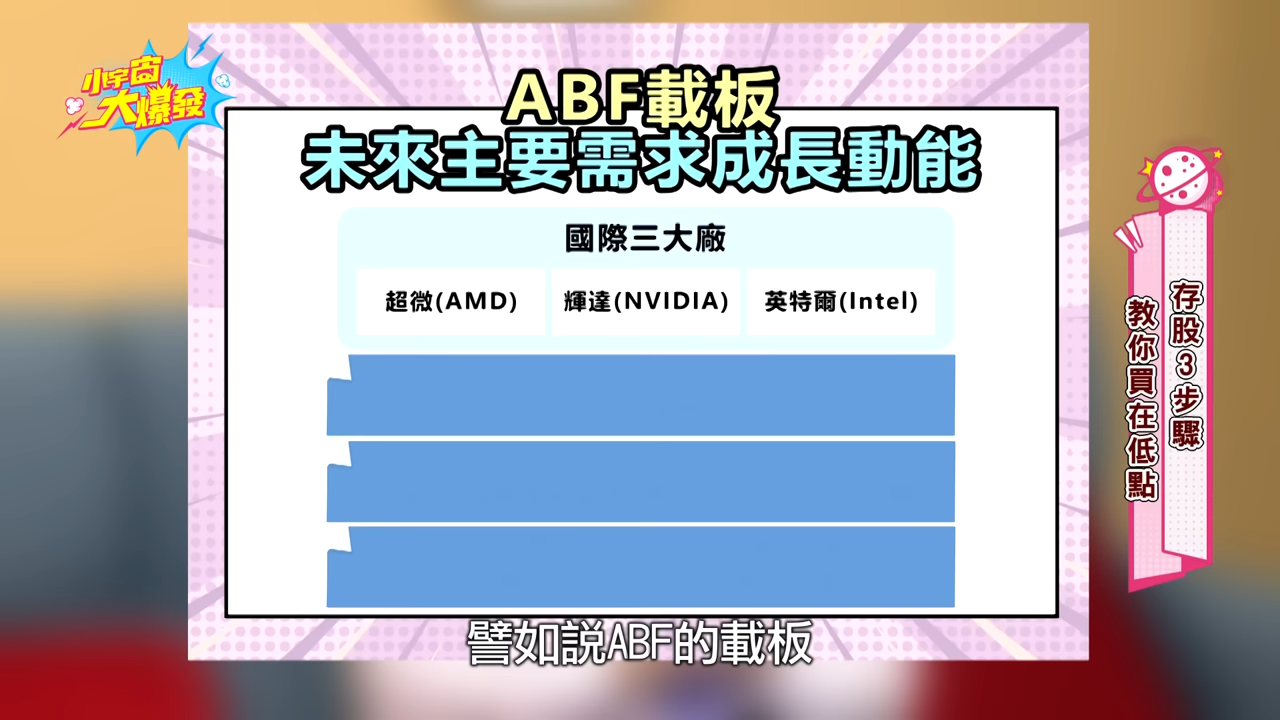 小宇宙
大爆發
ABF載板
未來主要需求成長動能
國際三大廠
超微(AMD)
輝達(NVIDIA)
英特爾(Intel)
存股3步驟
教你買在低點
譬如説ABF的載板